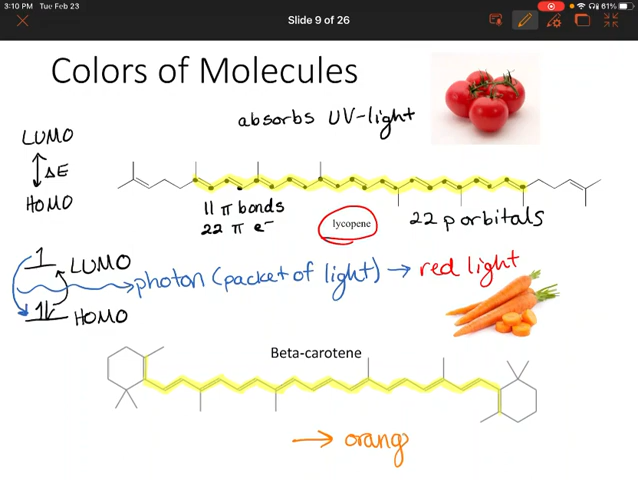 3:10 PM Tue Feb 23
61%
Slide 9 of 26
Colors of Molecules
absorbs UV-light
LUMO
ΔE
HOMO
11 π bonds
22 π e⁻
lycopene
22 p orbitals
LUMO
photon (packet of light) → red light
HOMO
Beta-carotene
→ orang